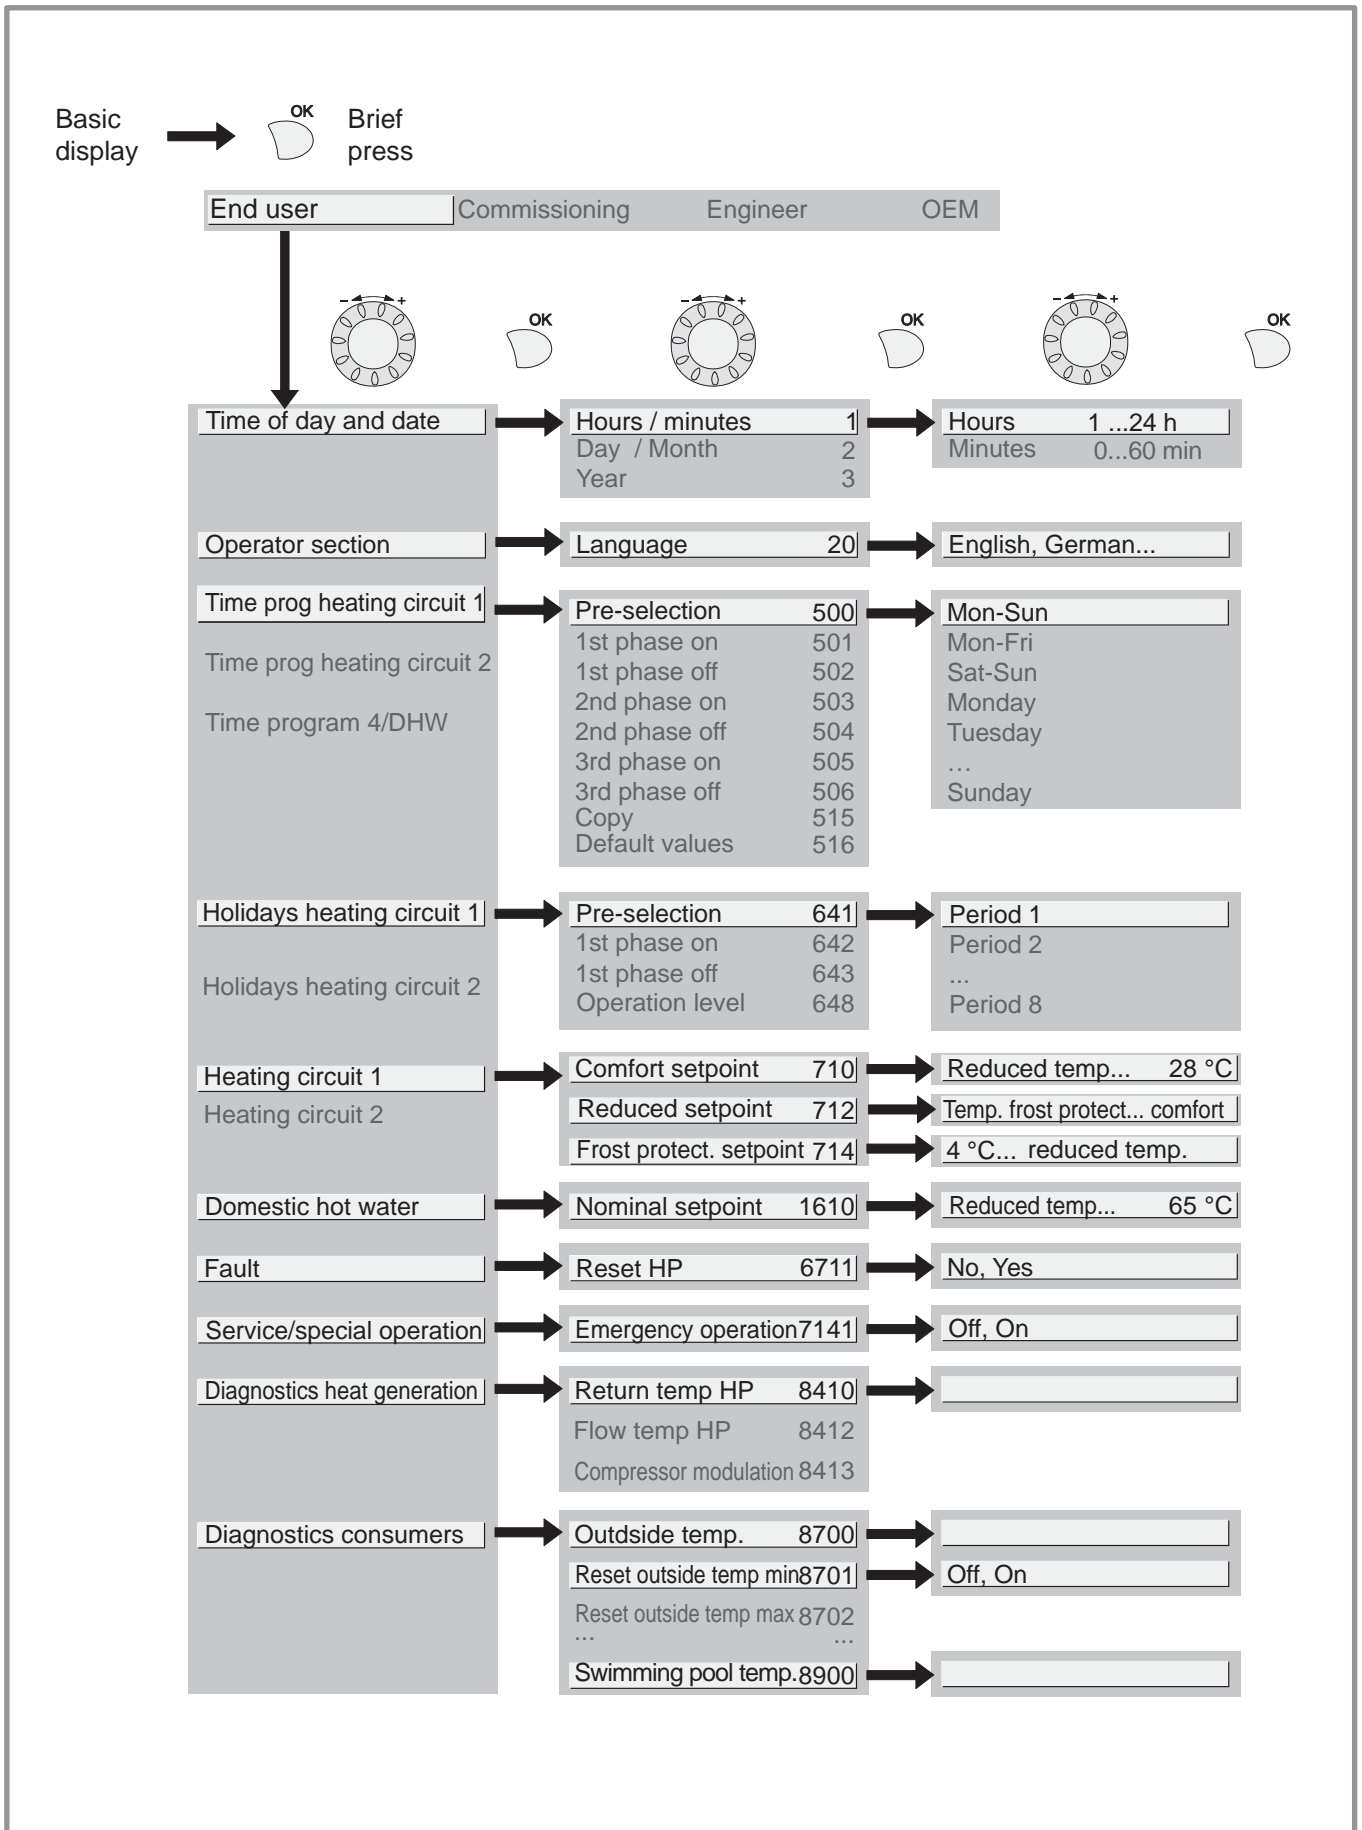 Basic display
OK
Brief press
End user Commissioning Engineer OEM
- + OK - + OK - + OK
Time of day and date Hours / minutes 1 Hours 1 ...24 h
Day / Month 2 Minutes 0...60 min
Year 3
Operator section Language 20 English, German...
Time prog heating circuit 1 Pre-selection 500 Mon-Sun
1st phase on 501 Mon-Fri
Time prog heating circuit 2 1st phase off 502 Sat-Sun
2nd phase on 503 Monday
Time program 4/DHW 2nd phase off 504 Tuesday
3rd phase on 505 ...
3rd phase off 506 Sunday
Copy 515
Default values 516
Holidays heating circuit 1 Pre-selection 641 Period 1
1st phase on 642 Period 2
Holidays heating circuit 2 1st phase off 643 ...
Operation level 648 Period 8
Heating circuit 1 Comfort setpoint 710 Reduced temp... 28 °C
Heating circuit 2 Reduced setpoint 712 Temp. frost protect... comfort
Frost protect. setpoint 714 4 °C... reduced temp.
Domestic hot water Nominal setpoint 1610 Reduced temp... 65 °C
Fault Reset HP 6711 No, Yes
Service/special operation Emergency operation 7141 Off, On
Diagnostics heat generation Return temp HP 8410
Flow temp HP 8412
Compressor modulation 8413
Diagnostics consumers Outdside temp. 8700
Reset outside temp min 8701 Off, On
Reset outside temp max 8702
... ...
Swimming pool temp. 8900